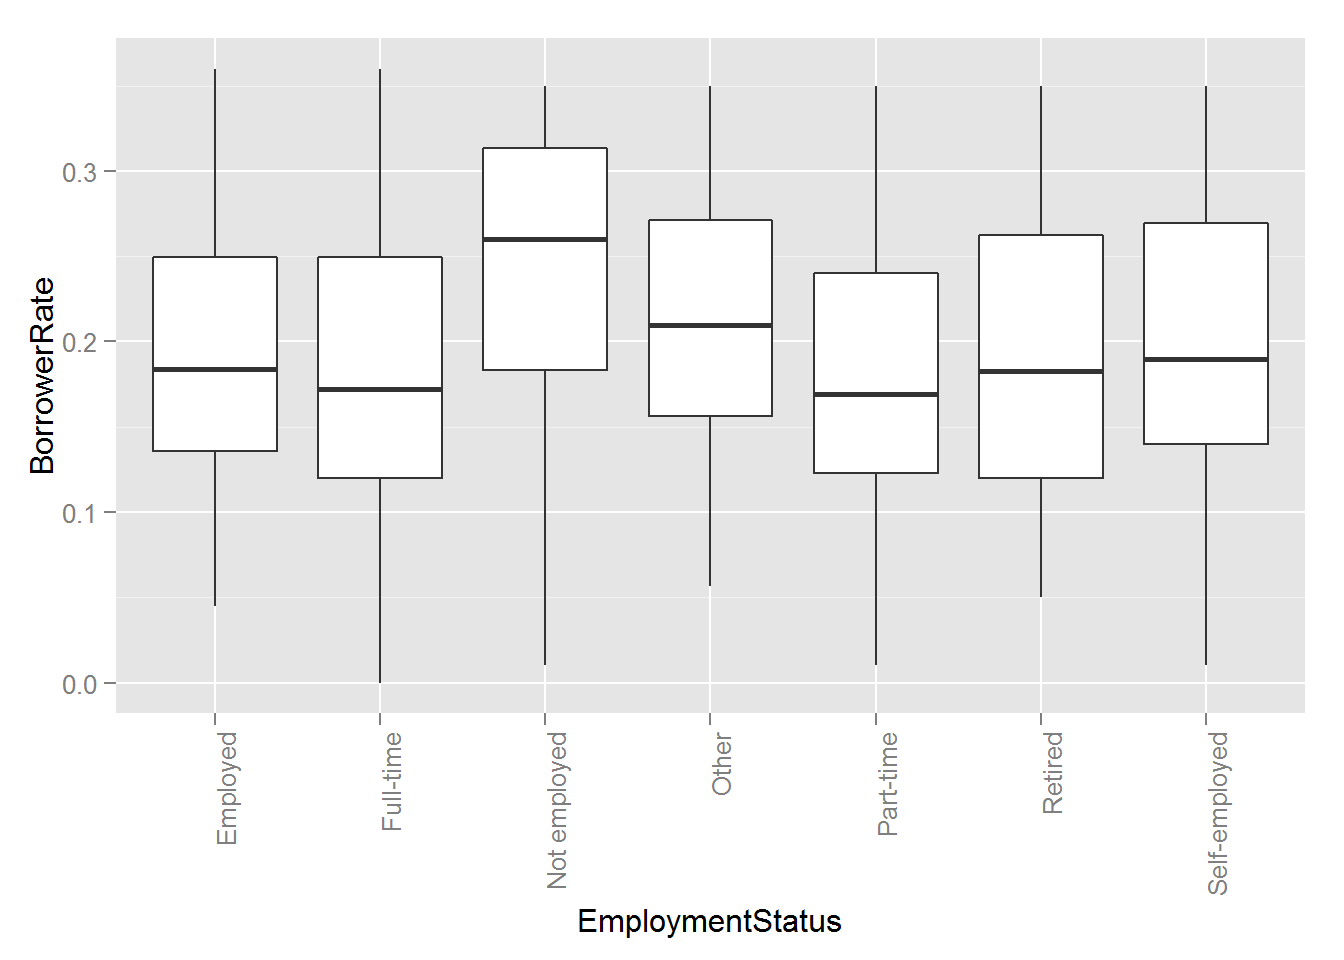 BorrowerRate
0.3
0.2
0.1
0.0
Employed
Full-time
Not employed
Other
Part-time
Retired
Self-employed
EmploymentStatus